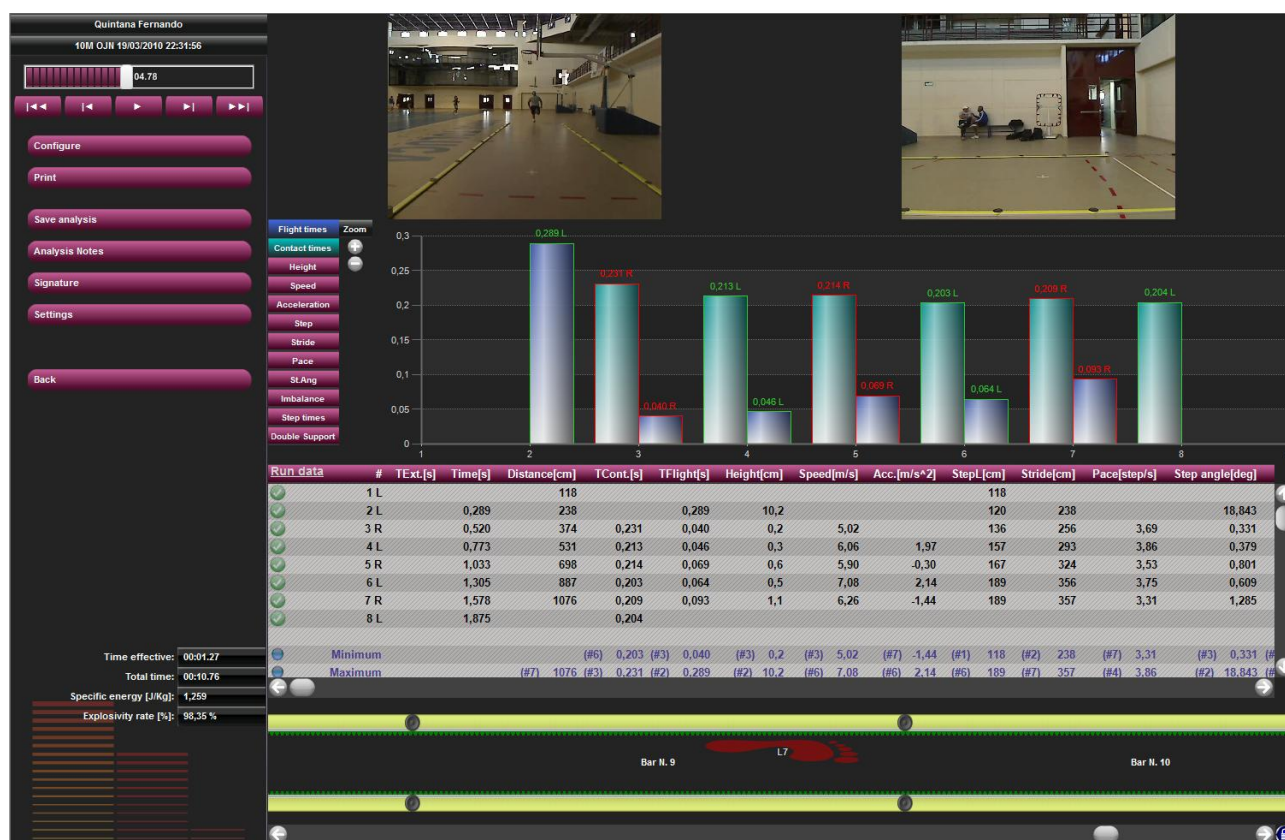 Quintana Fernando
10M OJN 19/03/2010 22:31:56
04.78
Configure
Print
Save analysis
Analysis Notes
Signature
Settings
Back
Flight times Zoom
Contact times
Height
Speed
Acceleration
Step
Stride
Pace
St.Ang
Imbalance
Step times
Double Support
0,3
0,25
0,2
0,15
0,1
0,05
0
0,289 L
0,231 R
0,040 R
0,213 L
0,046 L
0,214 R
0,069 R
0,203 L
0,064 L
0,209 R
0,093 R
0,204 L
1 2 3 4 5 6 7 8
Run data # TExt.[s] Time[s] Distance[cm] TCont.[s] TFlight[s] Height[cm] Speed[m/s] Acc.[m/s^2] StepL[cm] Stride[cm] Pace[step/s] Step angle[deg]
1 L 118 118
2 L 0,289 238 0,289 10,2 120 238 18,843
3 R 0,520 374 0,231 0,040 0,2 5,02 136 256 3,69 0,331
4 L 0,773 531 0,213 0,046 0,3 6,06 1,97 157 293 3,86 0,379
5 R 1,033 698 0,214 0,069 0,6 5,90 -0,30 167 324 3,53 0,801
6 L 1,305 887 0,203 0,064 0,5 7,08 2,14 189 356 3,75 0,609
7 R 1,578 1076 0,209 0,093 1,1 6,26 -1,44 189 357 3,31 1,285
8 L 1,875 0,204
Minimum (#6) 0,203 (#3) 0,040 (#3) 0,2 (#3) 5,02 (#7) -1,44 (#1) 118 (#2) 238 (#7) 3,31 (#3) 0,331 (#
Maximum (#7) 1076 (#3) 0,231 (#2) 0,289 (#2) 10,2 (#6) 7,08 (#6) 2,14 (#6) 189 (#7) 357 (#4) 3,86 (#2) 18,843 (#
Time effective: 00:01.27
Total time: 00:10.76
Specific energy [J/Kg]: 1,259
Explosivity rate [%]: 98,35 %
L7
Bar N. 9
Bar N. 10